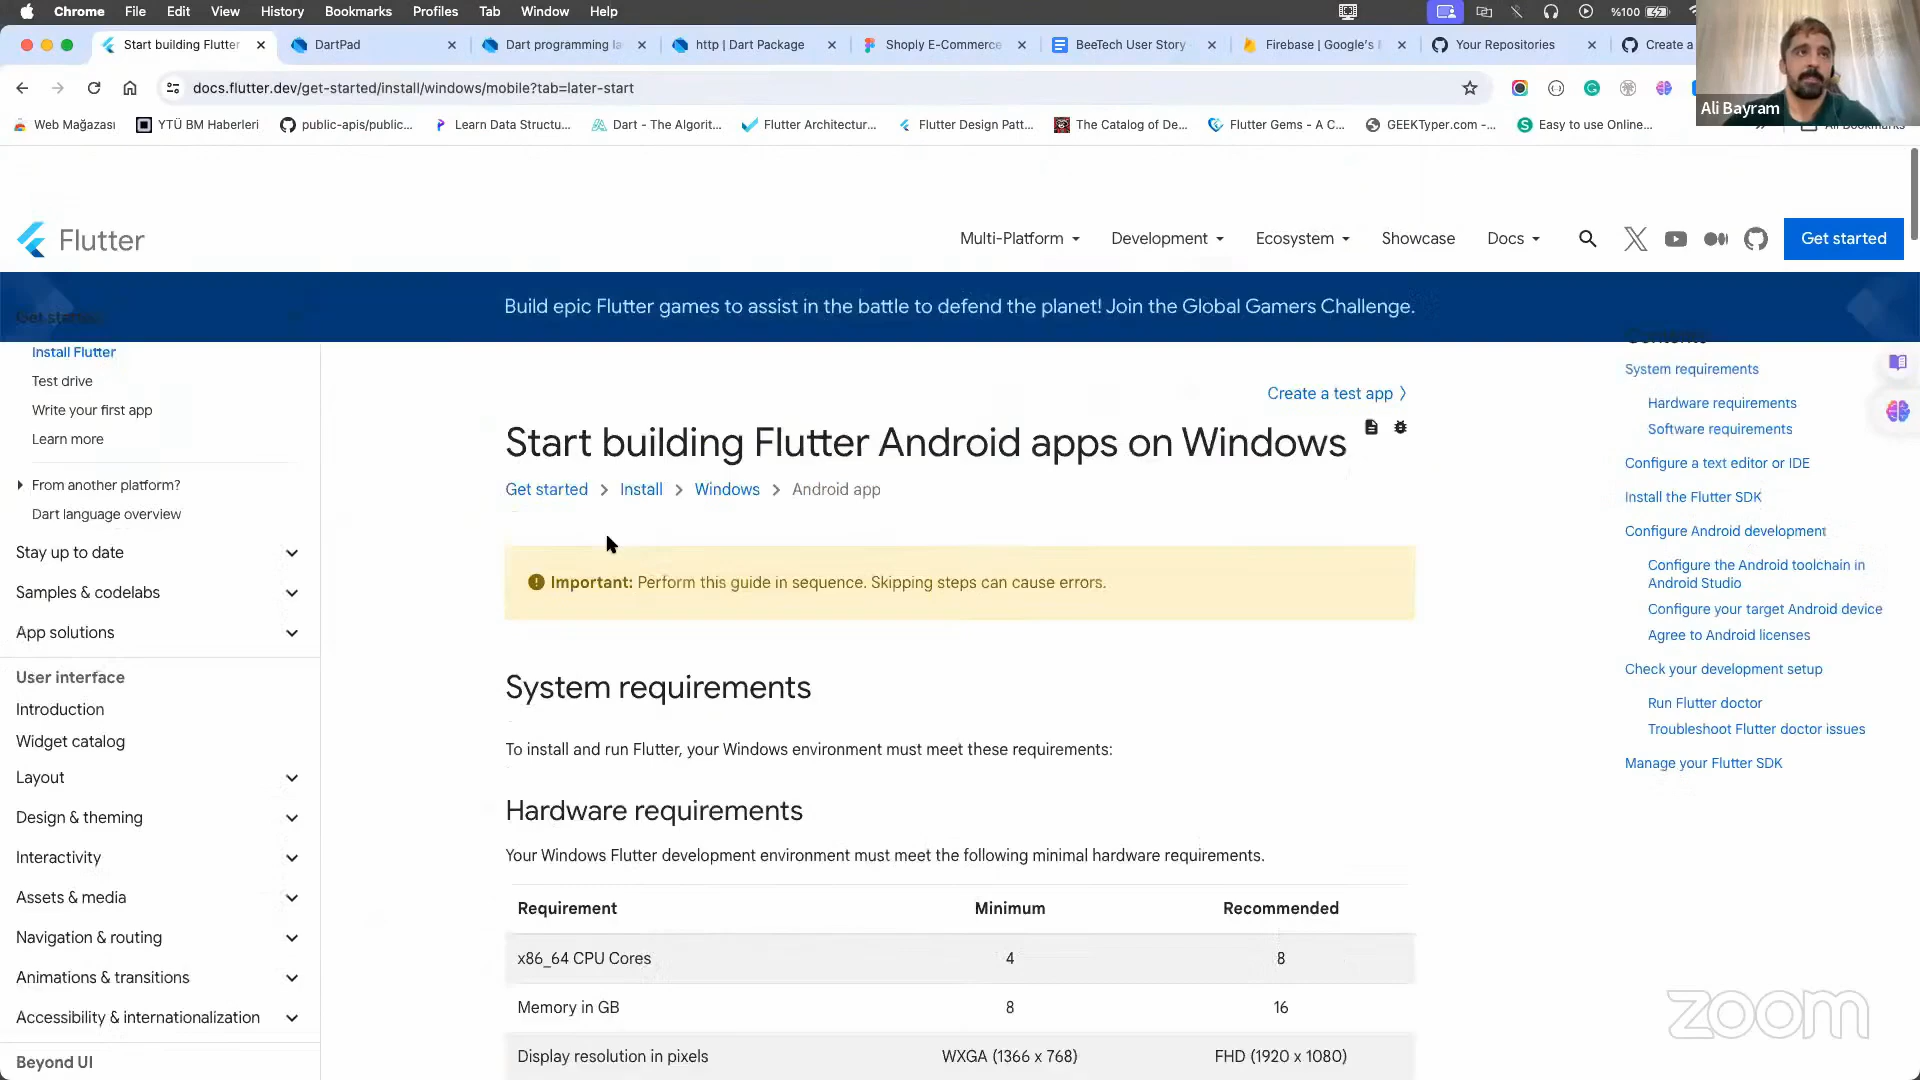 Chrome File Edit View History Bookmarks Profiles Tab Window Help %100
Start building Flutter DartPad Dart programming la http | Dart Package Shoply E-Commerce BeeTech User Story Firebase | Google's Your Repositories Create a
docs.flutter.dev/get-started/install/windows/mobile?tab=later-start
Web Mağazası YTÜ BM Haberleri public-apis/public... Learn Data Structu... Dart - The Algorit... Flutter Architectur... Flutter Design Patt... The Catalog of De... Flutter Gems - A C... GEEKTyper.com -... Easy to use Online... All Bookmarks
Ali Bayram
Flutter
Multi-Platform Development Ecosystem Showcase Docs Get started
Build epic Flutter games to assist in the battle to defend the planet! Join the Global Gamers Challenge.
Get started
Install Flutter
Test drive
Write your first app
Learn more
From another platform?
Dart language overview
Stay up to date
Samples & codelabs
App solutions
User interface
Introduction
Widget catalog
Layout
Design & theming
Interactivity
Assets & media
Navigation & routing
Animations & transitions
Accessibility & internationalization
Beyond UI
Create a test app
Start building Flutter Android apps on Windows
Get started Install Windows Android app
Important: Perform this guide in sequence. Skipping steps can cause errors.
System requirements
To install and run Flutter, your Windows environment must meet these requirements:
Hardware requirements
Your Windows Flutter development environment must meet the following minimal hardware requirements.
Requirement Minimum Recommended
x86_64 CPU Cores 4 8
Memory in GB 8 16
Display resolution in pixels WXGA (1366 x 768) FHD (1920 x 1080)
Contents
System requirements
Hardware requirements
Software requirements
Configure a text editor or IDE
Install the Flutter SDK
Configure Android development
Configure the Android toolchain in
Android Studio
Configure your target Android device
Agree to Android licenses
Check your development setup
Run Flutter doctor
Troubleshoot Flutter doctor issues
Manage your Flutter SDK
zoom